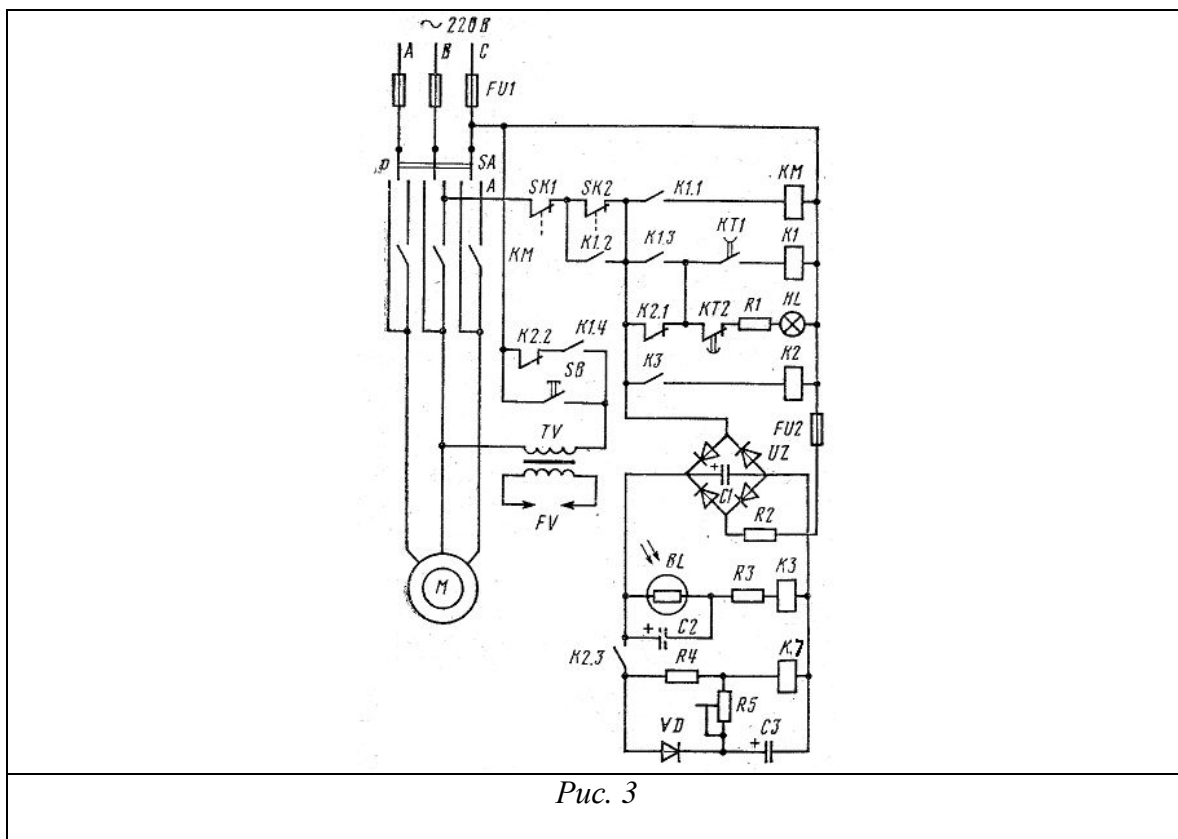 ~ 220 В
A B C
FU1
P SA
A
SK1 SK2 K1.1 KM
K1.2 K1.3 KT1 K1
KM
K2.1 KT2 R1 HL
K2.2 K1.4
K3 K2
SB
TV
FU2
UZ
+ C1
FV
R2
BL R3 K3
M
+ C2
K2.3 R4 K.7
R5
VD + C3
Рис. 3